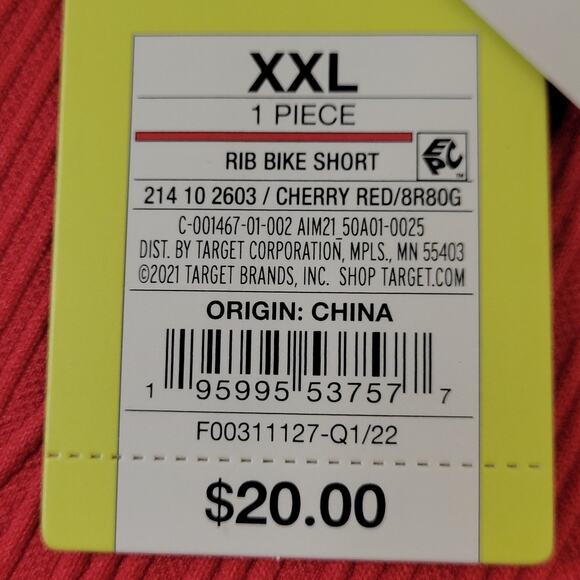 XXL
1 PIECE
EPC
™
RIB BIKE SHORT
214 10 2603 / CHERRY RED/8R80G
C-001467-01-002 AIM21_50A01-0025
DIST. BY TARGET CORPORATION, MPLS., MN 55403
©2021 TARGET BRANDS, INC. SHOP TARGET.COM
ORIGIN: CHINA
1 95995 53757 7
F00311127-Q1/22
$20.00